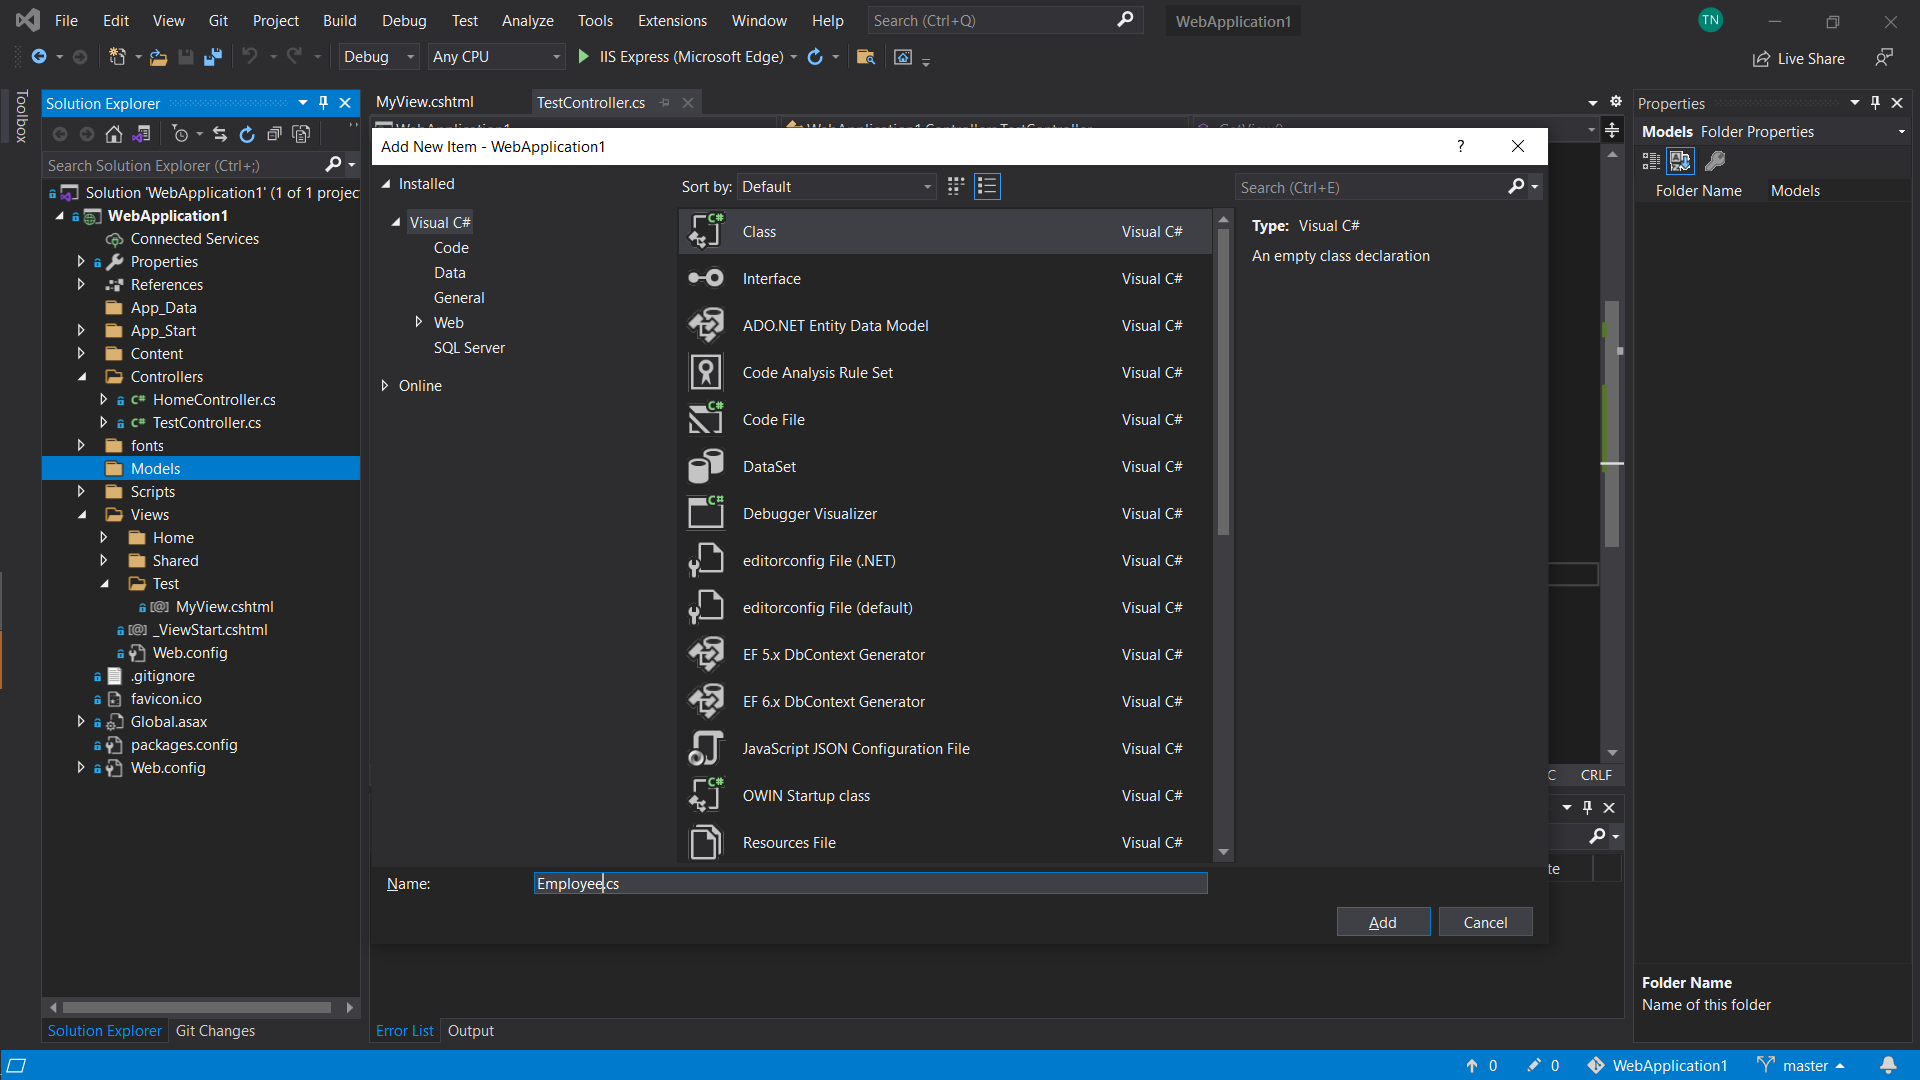 File Edit View Git Project Build Debug Test Analyze Tools Extensions Window Help Search (Ctrl+Q) WebApplication1 TN
Debug Any CPU IIS Express (Microsoft Edge) Live Share
Toolbox
Solution Explorer
Search Solution Explorer (Ctrl+;)
Solution 'WebApplication1' (1 of 1 projec
WebApplication1
Connected Services
Properties
References
App_Data
App_Start
Content
Controllers
C# HomeController.cs
C# TestController.cs
fonts
Models
Scripts
Views
Home
Shared
Test
[@] MyView.cshtml
[@] _ViewStart.cshtml
Web.config
.gitignore
favicon.ico
Global.asax
packages.config
Web.config
Solution Explorer Git Changes
MyView.cshtml TestController.cs
Add New Item - WebApplication1 ?
Installed
Visual C#
Code
Data
General
Web
SQL Server
Online
Sort by: Default
Search (Ctrl+E)
Class Visual C#
Interface Visual C#
ADO.NET Entity Data Model Visual C#
Code Analysis Rule Set Visual C#
Code File Visual C#
DataSet Visual C#
Debugger Visualizer Visual C#
editorconfig File (.NET) Visual C#
editorconfig File (default) Visual C#
EF 5.x DbContext Generator Visual C#
EF 6.x DbContext Generator Visual C#
JavaScript JSON Configuration File Visual C#
OWIN Startup class Visual C#
Resources File Visual C#
Type: Visual C#
An empty class declaration
Name: Employee.cs
Add Cancel
C CRLF
te
Error List Output
Properties
Models Folder Properties
Folder Name Models
Folder Name
Name of this folder
0 0 WebApplication1 master